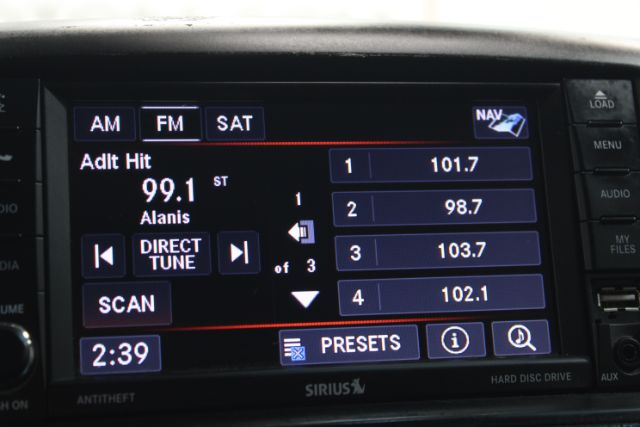 AM FM SAT NAV
LOAD
MENU
AUDIO
MY FILES
Adlt Hit
99.1 ST
Alanis
DIRECT TUNE
SCAN
2:39
1
of 3
1 101.7
2 98.7
3 103.7
4 102.1
PRESETS
ANTITHEFT
SIRIUS
HARD DISC DRIVE
AUX